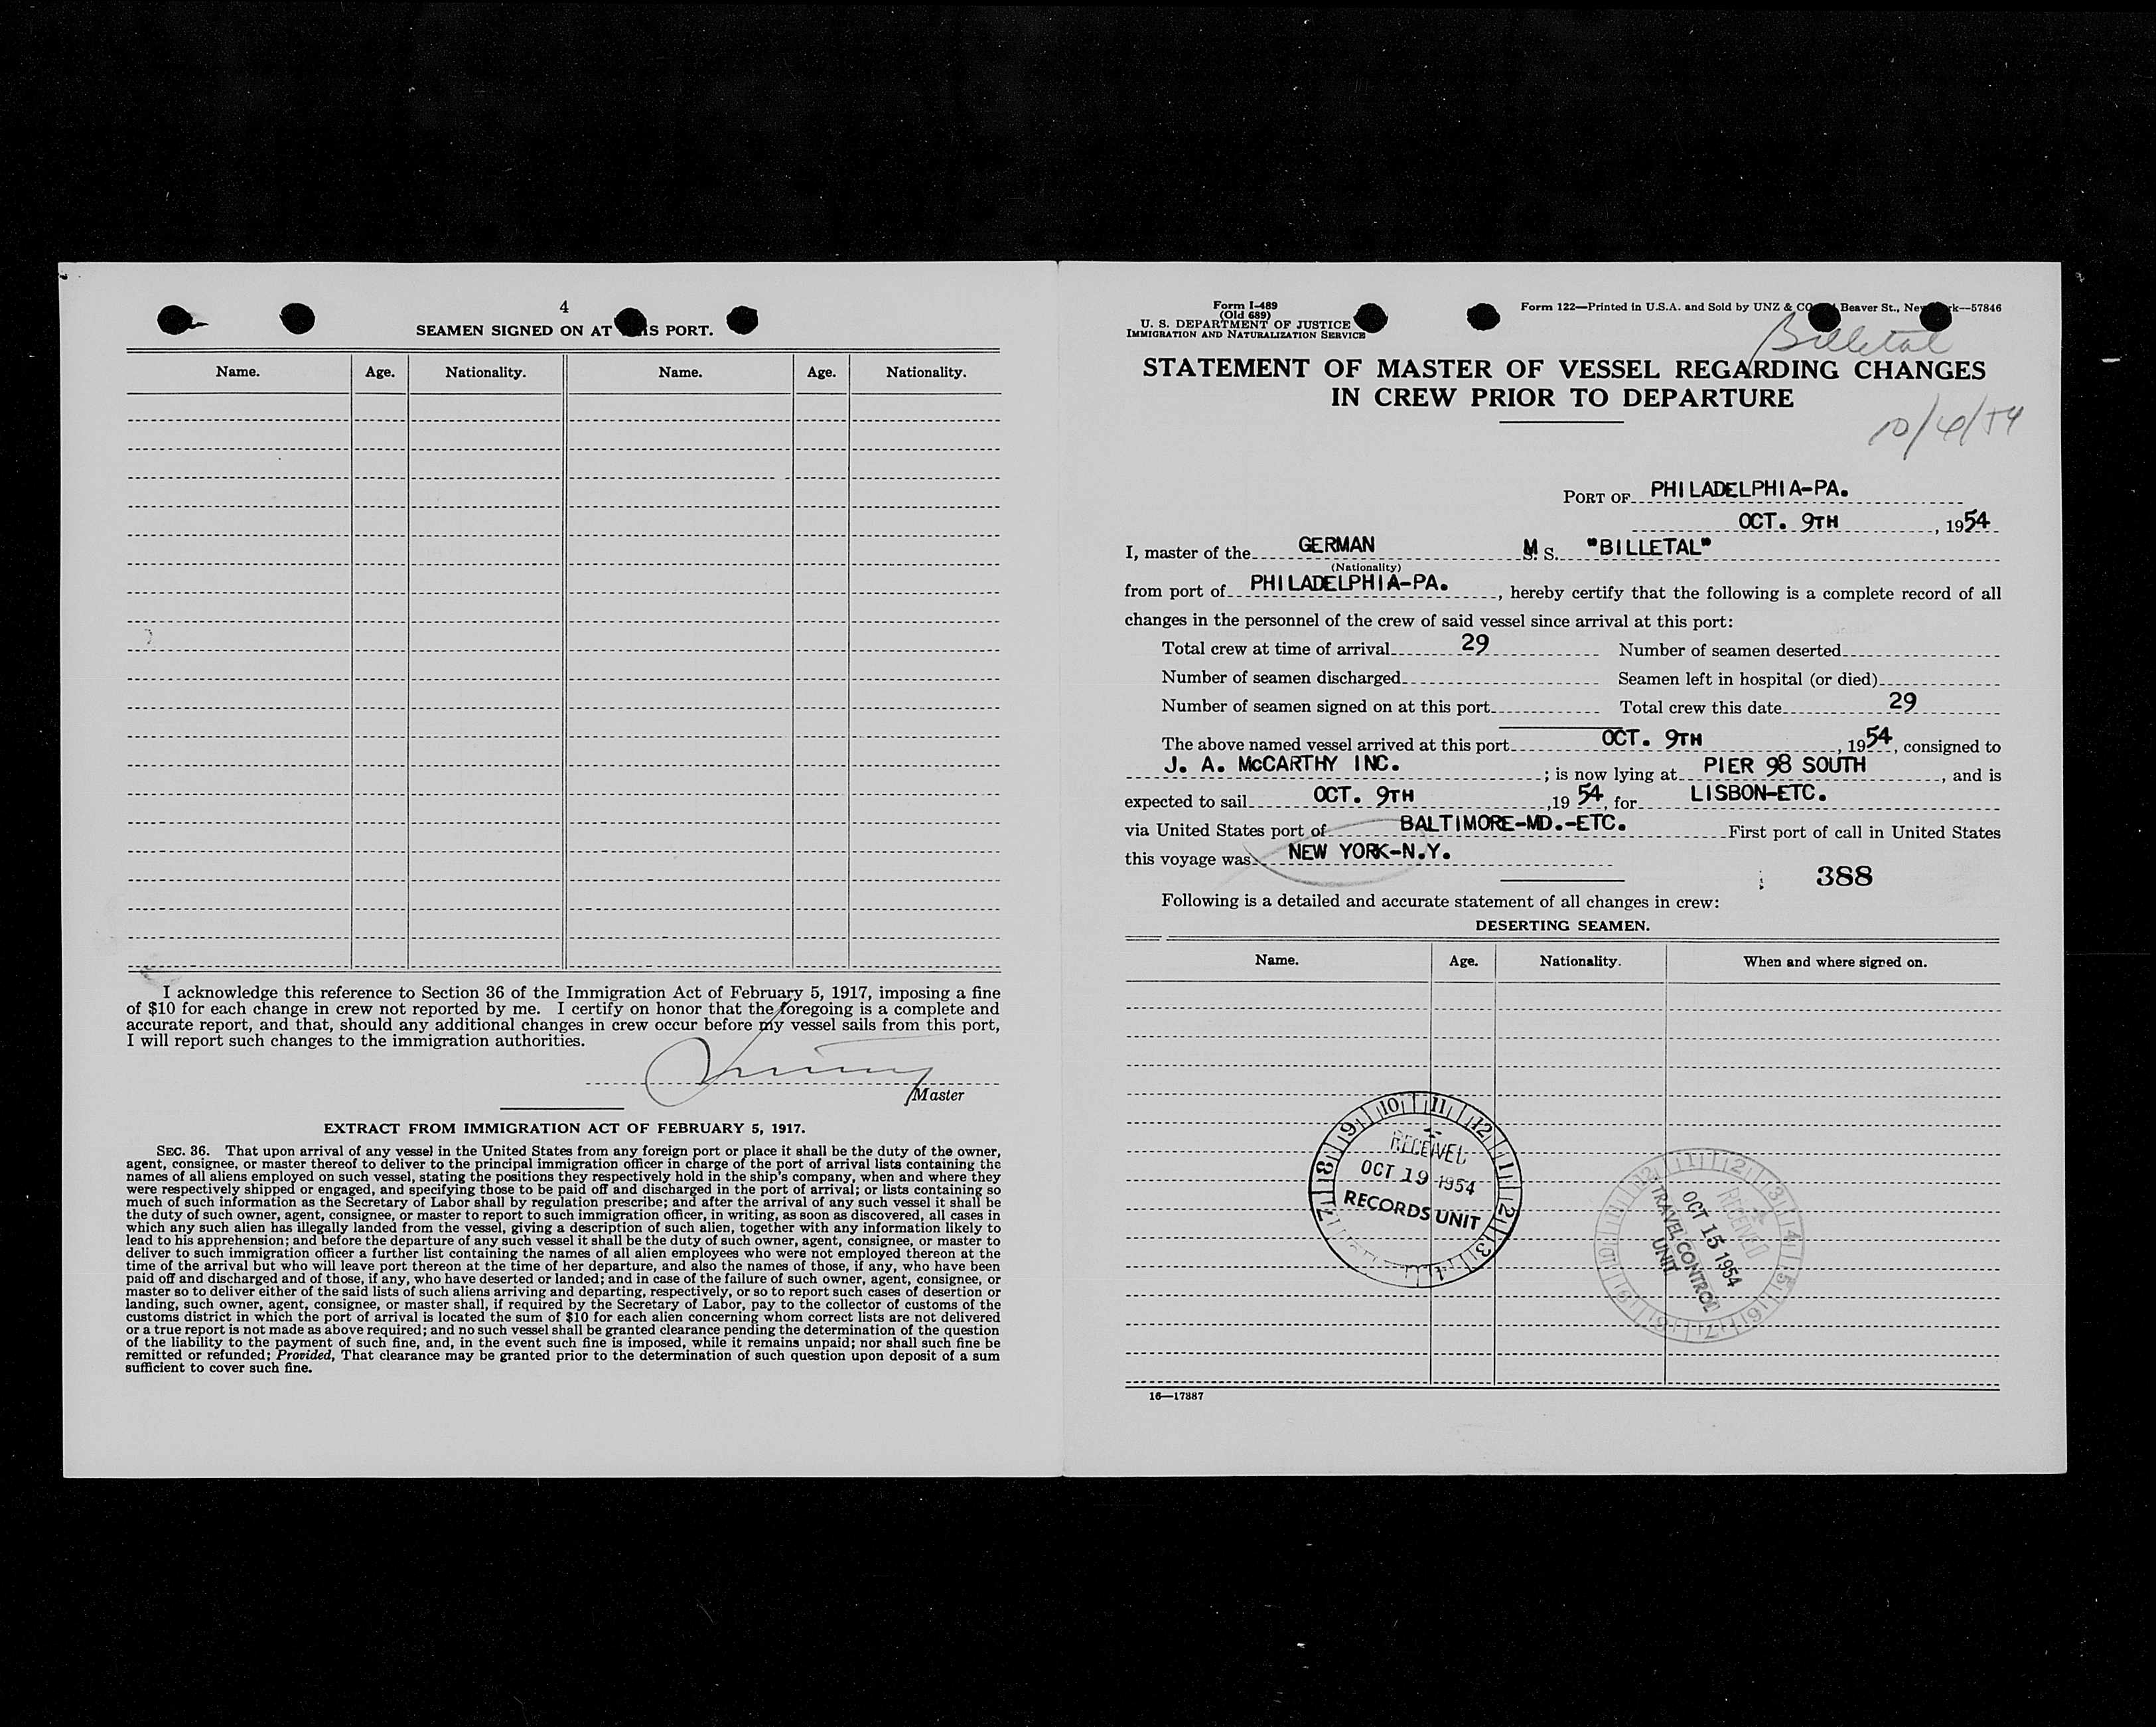 4
SEAMEN SIGNED ON AT THIS PORT.
Name. Age. Nationality. Name. Age. Nationality.
I acknowledge this reference to Section 36 of the Immigration Act of February 5, 1917, imposing a fine
of $10 for each change in crew not reported by me. I certify on honor that the foregoing is a complete and
accurate report, and that, should any additional changes in crew occur before my vessel sails from this port,
I will report such changes to the immigration authorities.
Master
EXTRACT FROM IMMIGRATION ACT OF FEBRUARY 5, 1917.
SEC. 36. That upon arrival of any vessel in the United States from any foreign port or place it shall be the duty of the owner,
agent, consignee, or master thereof to deliver to the principal immigration officer in charge of the port of arrival lists containing the
names of all aliens employed on such vessel, stating the positions they respectively hold in the ship's company, when and where they
were respectively shipped or engaged, and specifying those to be paid off and discharged in the port of arrival; or lists containing so
much of such information as the Secretary of Labor shall by regulation prescribe; and after the arrival of any such vessel it shall be
the duty of such owner, agent, consignee, or master to report to such immigration officer, in writing, as soon as discovered, all cases in
which any such alien has illegally landed from the vessel, giving a description of such alien, together with any information likely to
lead to his apprehension; and before the departure of any such vessel it shall be the duty of such owner, agent, consignee, or master to
deliver to such immigration officer a further list containing the names of all alien employees who were not employed thereon at the
time of the arrival but who will leave port thereon at the time of her departure, and also the names of those, if any, who have been
paid off and discharged and of those, if any, who have deserted or landed; and in case of the failure of such owner, agent, consignee, or
master so to deliver either of the said lists of such aliens arriving and departing, respectively, or so to report such cases of desertion or
landing, such owner, agent, consignee, or master shall, if required by the Secretary of Labor, pay to the collector of customs of the
customs district in which the port of arrival is located the sum of $10 for each alien concerning whom correct lists are not delivered
or a true report is not made as above required; and no such vessel shall be granted clearance pending the determination of the question
of the liability to the payment of such fine, and, in the event such fine is imposed, while it remains unpaid; nor shall such fine be
remitted or refunded; Provided, That clearance may be granted prior to the determination of such question upon deposit of a sum
sufficient to cover such fine.
Form I-489
(Old 689)
U. S. DEPARTMENT OF JUSTICE
IMMIGRATION AND NATURALIZATION SERVICE
Form 122—Printed in U.S.A. and Sold by UNZ & CO Beaver St., New York—57846
Billetal
STATEMENT OF MASTER OF VESSEL REGARDING CHANGES
IN CREW PRIOR TO DEPARTURE
PORT OF PHILADELPHIA-PA.
OCT. 9TH, 1954
I, master of the GERMAN M S. "BILLETAL"
(Nationality)
from port of PHILADELPHIA-PA., hereby certify that the following is a complete record of all
changes in the personnel of the crew of said vessel since arrival at this port:
Total crew at time of arrival 29 Number of seamen deserted
Number of seamen discharged Seamen left in hospital (or died)
Number of seamen signed on at this port Total crew this date 29
The above named vessel arrived at this port OCT. 9TH, 1954, consigned to
J. A. McCARTHY INC.; is now lying at PIER 98 SOUTH, and is
expected to sail OCT. 9TH, 19 54, for LISBON-ETC.
via United States port of BALTIMORE-MD.-ETC. First port of call in United States
this voyage was NEW YORK-N.Y.
388
Following is a detailed and accurate statement of all changes in crew:
DESERTING SEAMEN.
Name. Age. Nationality. When and where signed on.
RECEIVED
OCT 19 1954
RECORDS UNIT
RECEIVED
OCT 15 1954
TRAVEL CONTROL
UNIT
16—17887